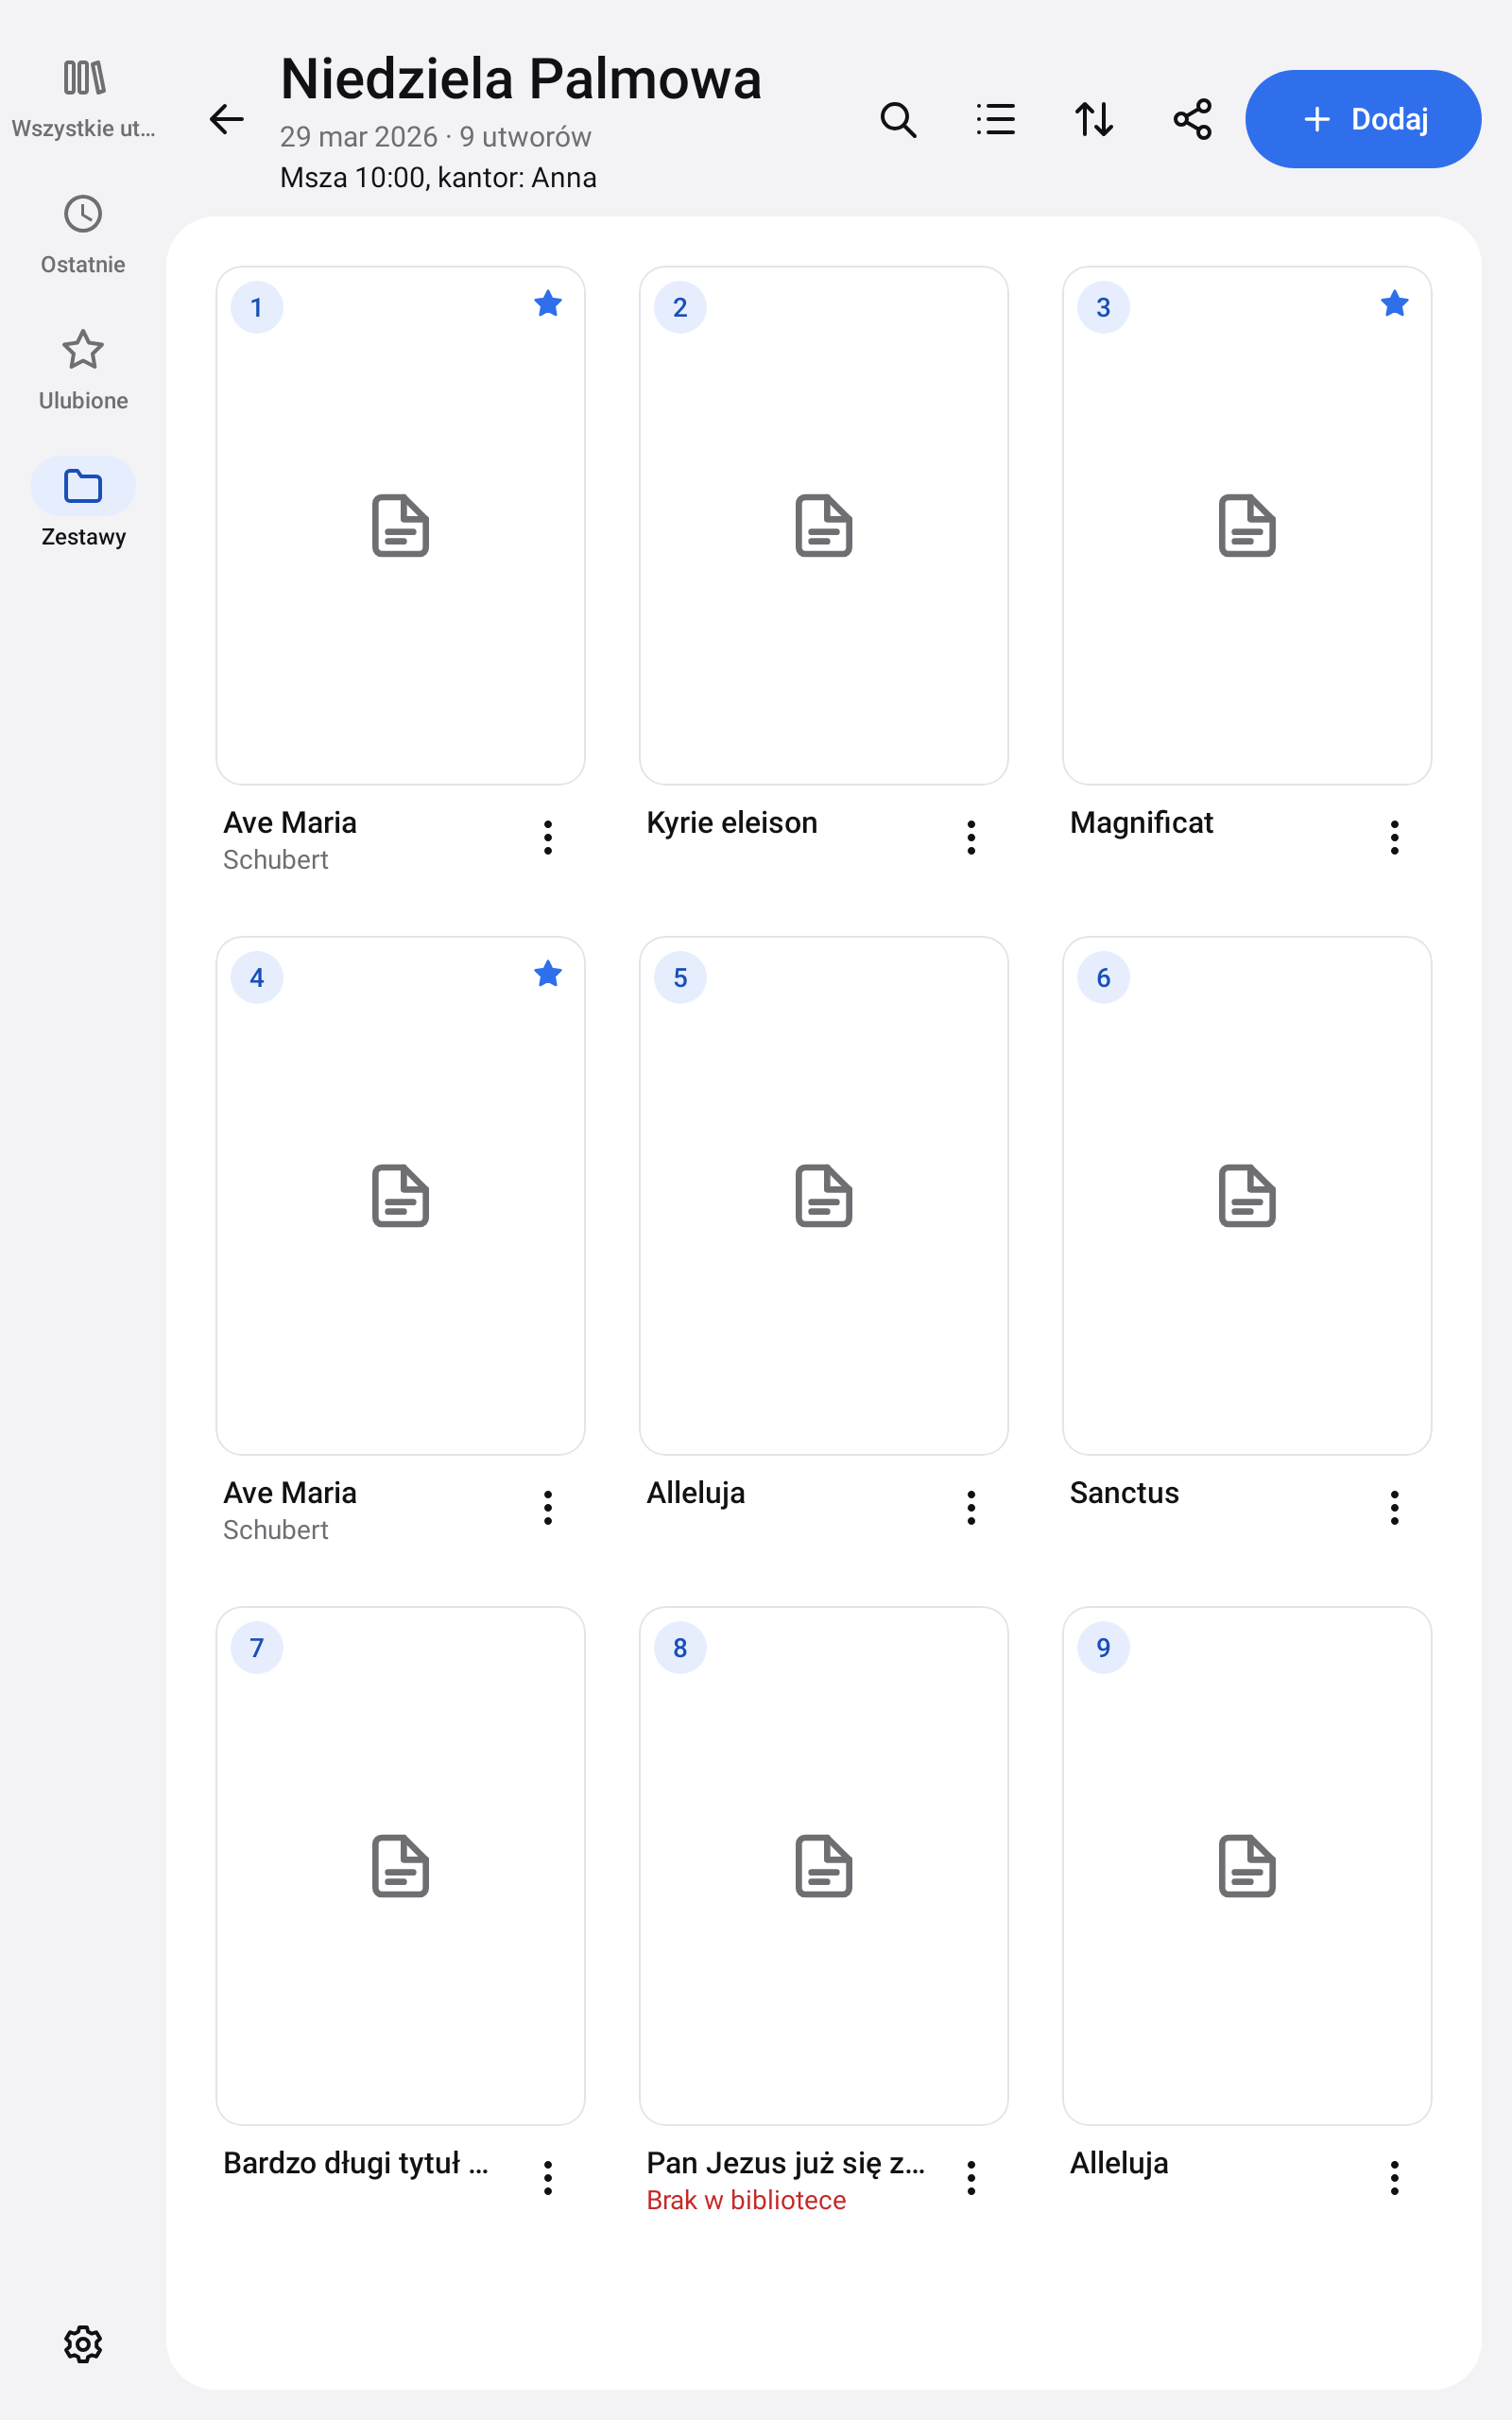 Wszystkie ut...
Ostatnie
Ulubione
Zestawy
Niedziela Palmowa
29 mar 2026 · 9 utworów
Msza 10:00, kantor: Anna
Dodaj
1
Ave Maria
Schubert
2
Kyrie eleison
3
Magnificat
4
Ave Maria
Schubert
5
Alleluja
6
Sanctus
7
Bardzo długi tytuł ...
8
Pan Jezus już się z...
Brak w bibliotece
9
Alleluja